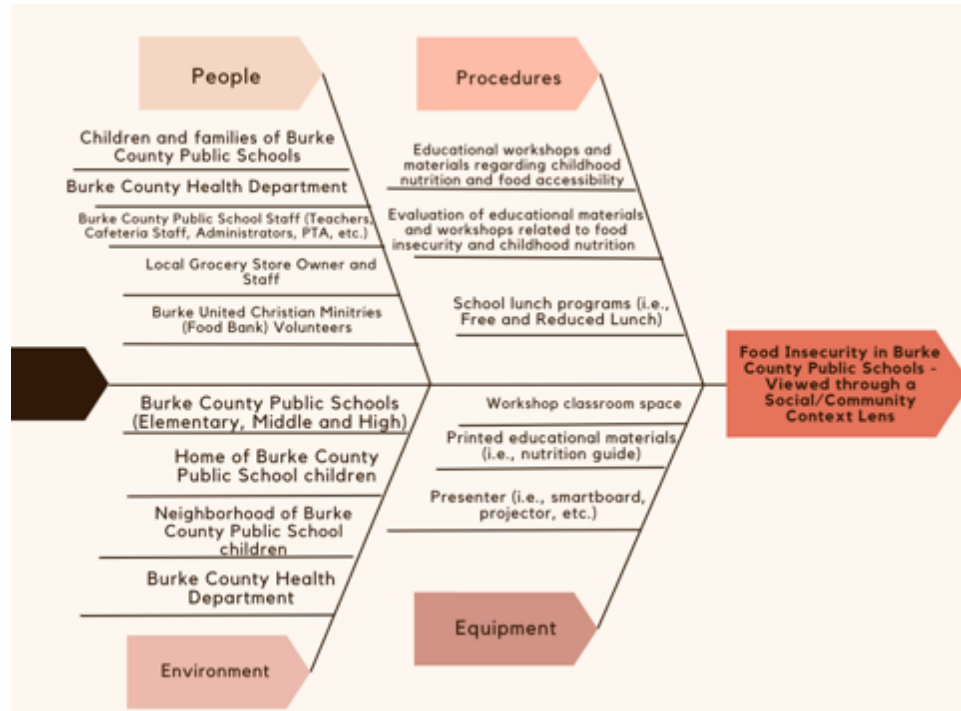 People
Children and families of Burke
County Public Schools
Burke County Health Department
Burke County Public School Staff (Teachers,
Cafeteria Staff, Administrators, PTA, etc.)
Local Grocery Store Owner and
Staff
Burke United Christian Minitries
(Food Bank) Volunteers
Procedures
Educational workshops and
materials regarding childhood
nutrition and food accessibility
Evaluation of educational materials
and workshops related to food
insecurity and childhood nutrition
School lunch programs (i.e.,
Free and Reduced Lunch)
Food Insecurity in Burke
County Public Schools -
Viewed through a
Social/Community
Context Lens
Burke County Public Schools
(Elementary, Middle and High)
Home of Burke County
Public School children
Neighborhood of Burke
County Public School
children
Burke County Health
Department
Environment
Workshop classroom space
Printed educational materials
(i.e., nutrition guide)
Presenter (i.e., smartboard,
projector, etc.)
Equipment